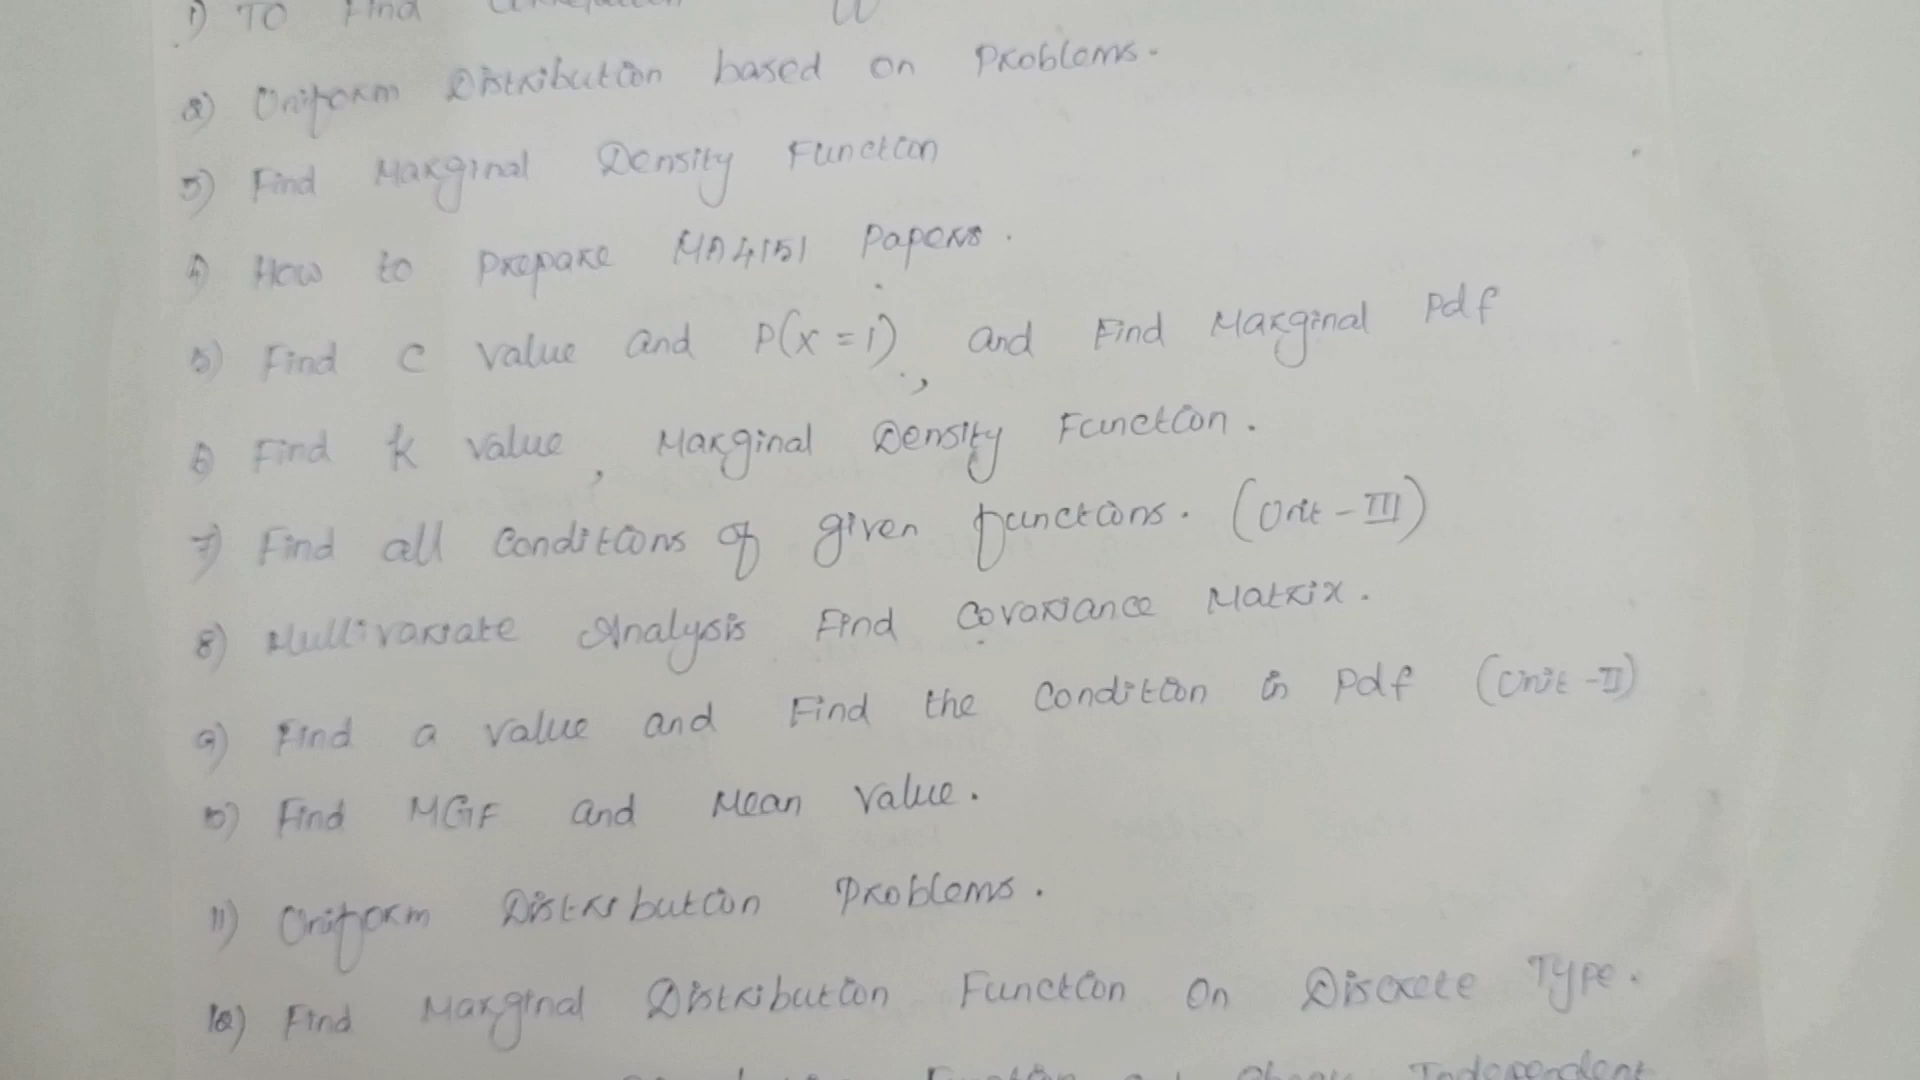 1) TO Find Correlation
2) Uniform Distribution based on Problems.
3) Find Marginal Density Function
4) How to prepare MA4151 papers.
5) Find c value and P(x = 1), and Find Marginal pdf
6) Find k value, Marginal Density Function.
7) Find all conditions of given functions. (Unit - III)
8) Multivariate Analysis Find Covariance Matrix.
9) Find a value and Find the condition in pdf (Unit - II)
10) Find MGF and Mean value.
11) Uniform Distribution Problems.
12) Find Marginal Distribution Function On Discrete Type.
Function Independent